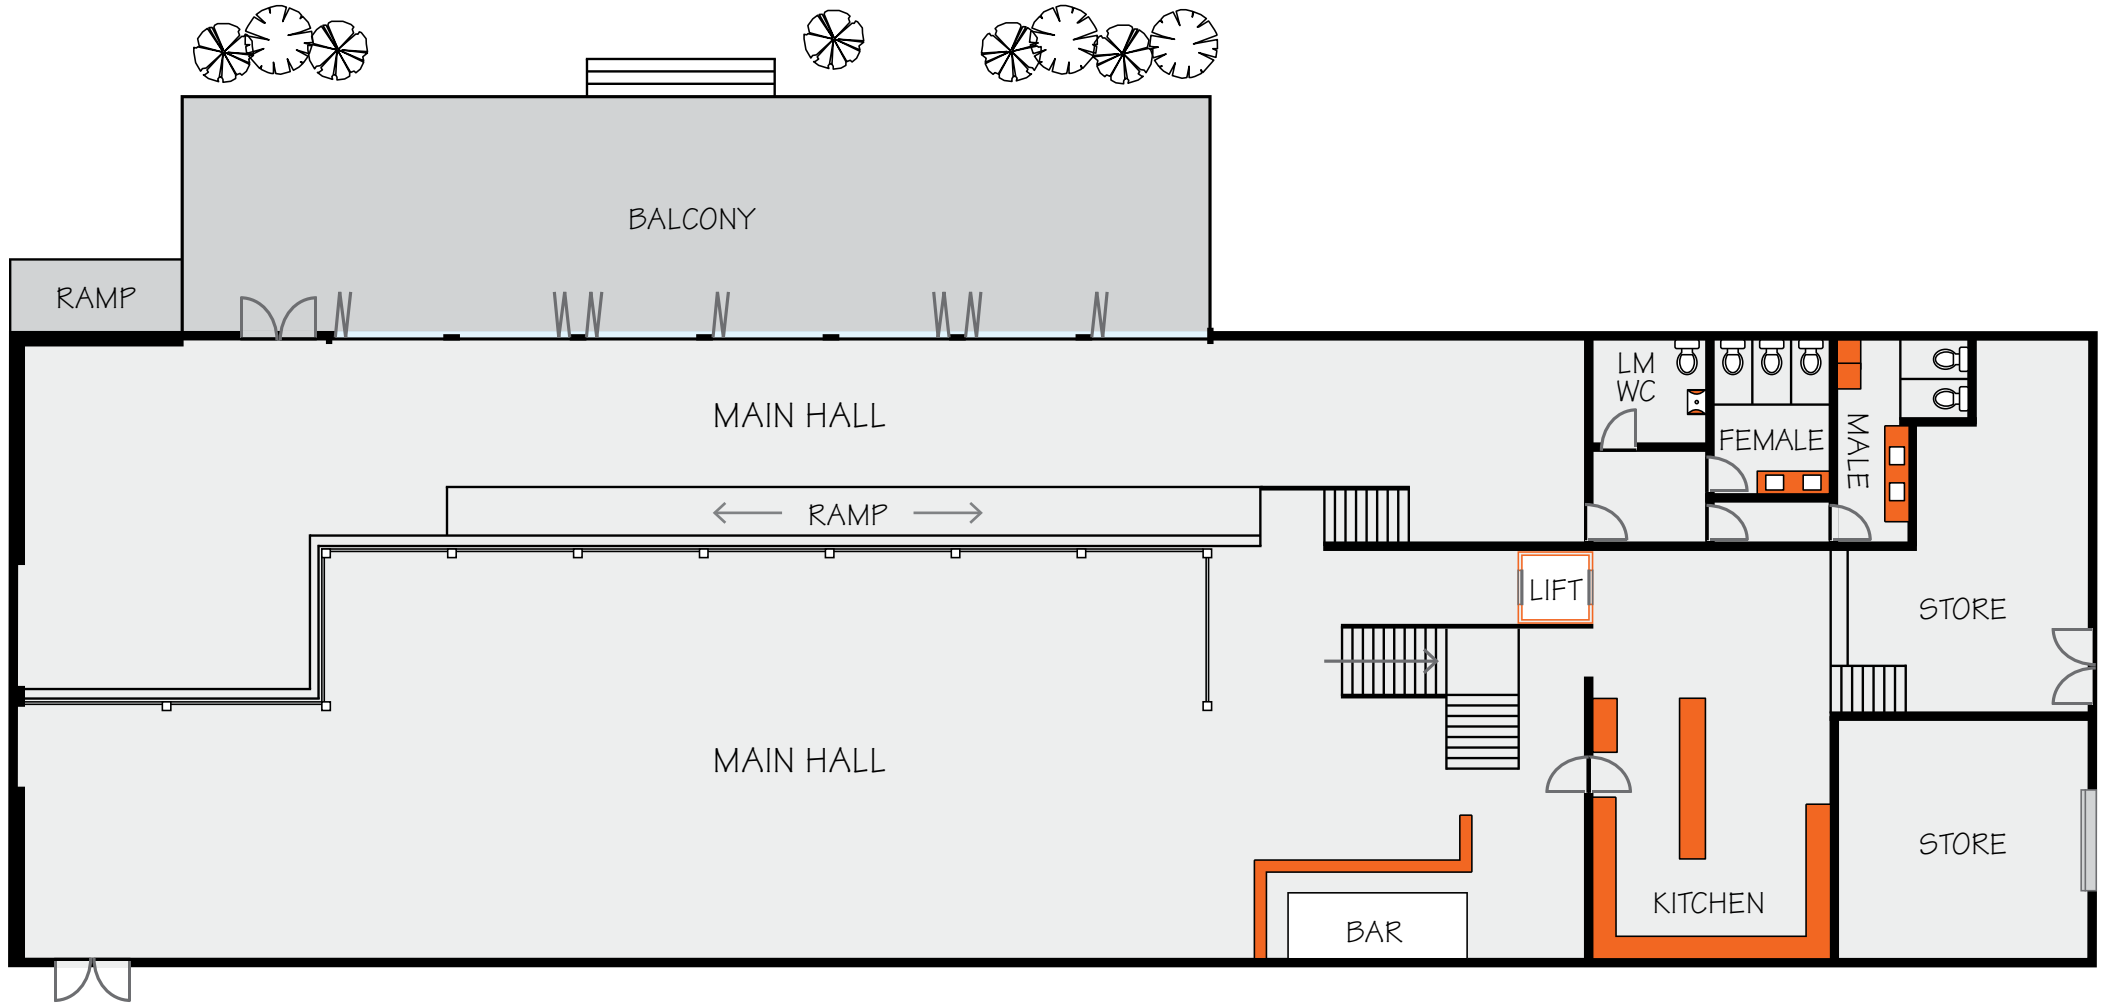 BALCONY
RAMP
LM
WC
FEMALE
MALE
MAIN HALL
RAMP
LIFT
STORE
MAIN HALL
STORE
KITCHEN
BAR